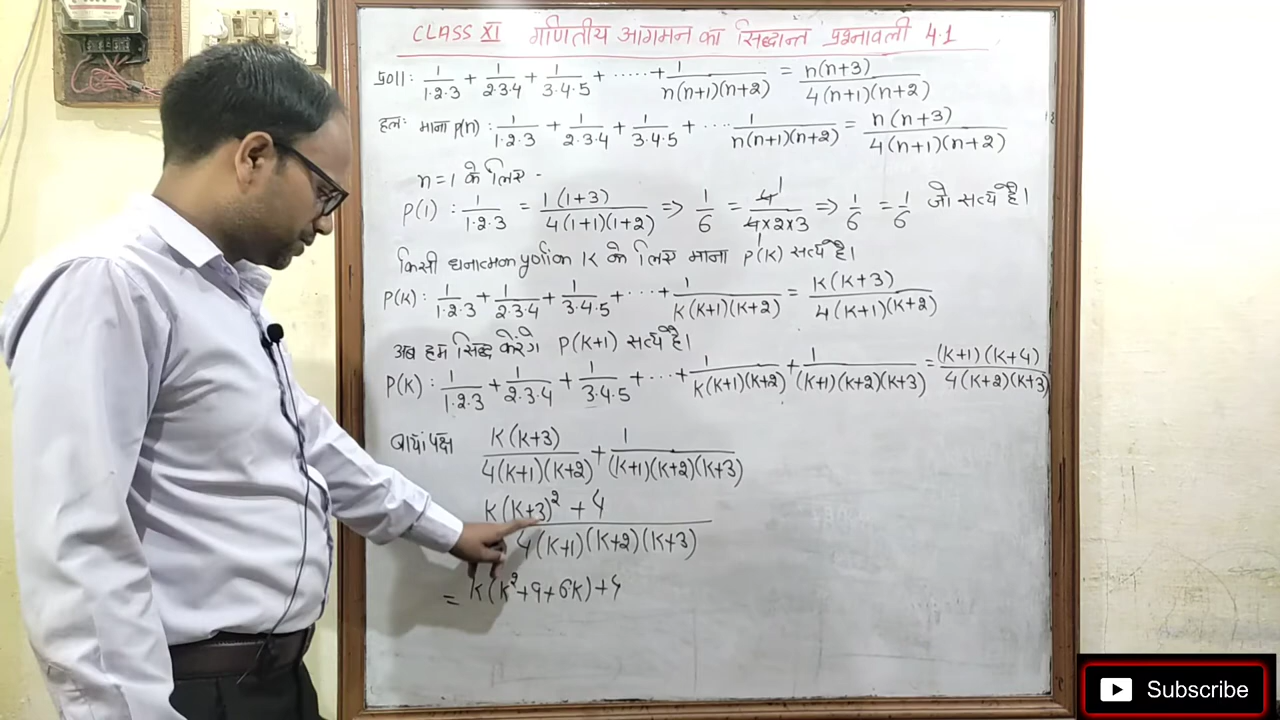 CLASS XI गणितीय आगमन का सिद्धान्त प्रश्नावली 4.1
प्र011: 1/1·2·3 + 1/2·3·4 + 1/3·4·5 + ..... + 1/n(n+1)(n+2) = n(n+3)/4(n+1)(n+2)
हलः माना P(n): 1/1·2·3 + 1/2·3·4 + 1/3·4·5 + ... 1/n(n+1)(n+2) = n(n+3)/4(n+1)(n+2)
n=1 के लिए -
P(1): 1/1·2·3 = 1(1+3)/4(1+1)(1+2) => 1/6 = 4/4×2×3 => 1/6 = 1/6 जो सत्य है।
किसी धनात्मक पूर्णांक K के लिए माना P(K) सत्य है।
P(K): 1/1·2·3 + 1/2·3·4 + 1/3·4·5 + ... + 1/K(K+1)(K+2) = K(K+3)/4(K+1)(K+2)
अब हम सिद्ध करेंगे P(K+1) सत्य है।
P(K): 1/1·2·3 + 1/2·3·4 + 1/3·4·5 + ... + 1/K(K+1)(K+2) + 1/(K+1)(K+2)(K+3) = (K+1)(K+4)/4(K+2)(K+3)
बायाँ पक्ष K(K+3)/4(K+1)(K+2) + 1/(K+1)(K+2)(K+3)
K(K+3)² + 4/4(K+1)(K+2)(K+3)
= K(K²+9+6K)+4
Subscribe